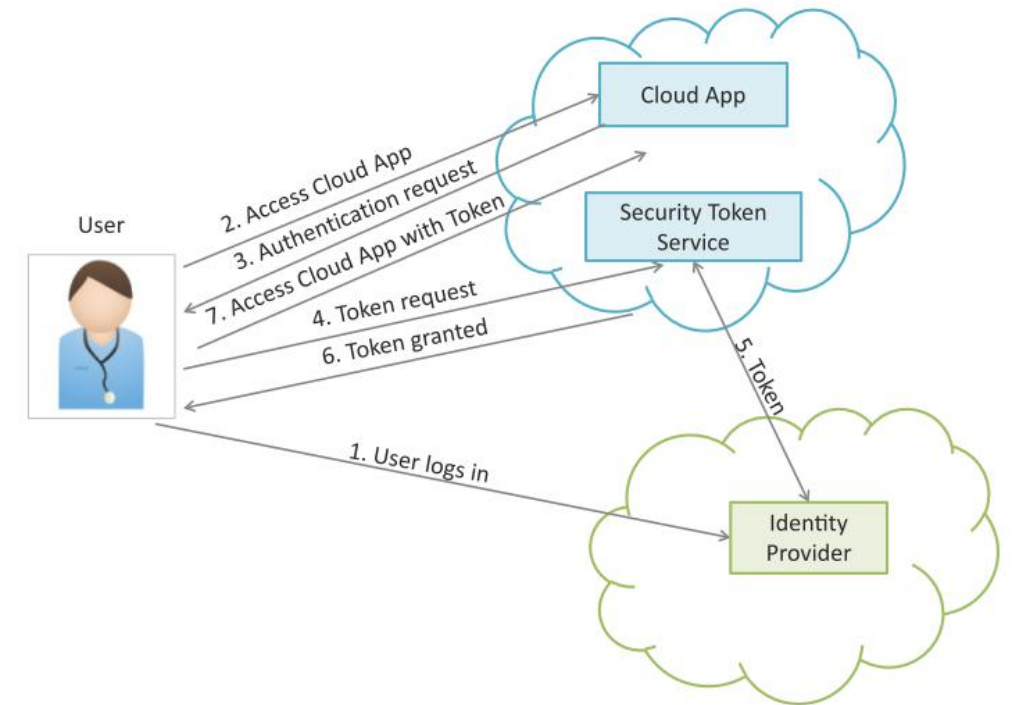 Cloud App
2. Access Cloud App
3. Authentication request
User
7. Access Cloud App with Token
Security Token
Service
4. Token request
6. Token granted
5. Token
1. User logs in
Identity
Provider